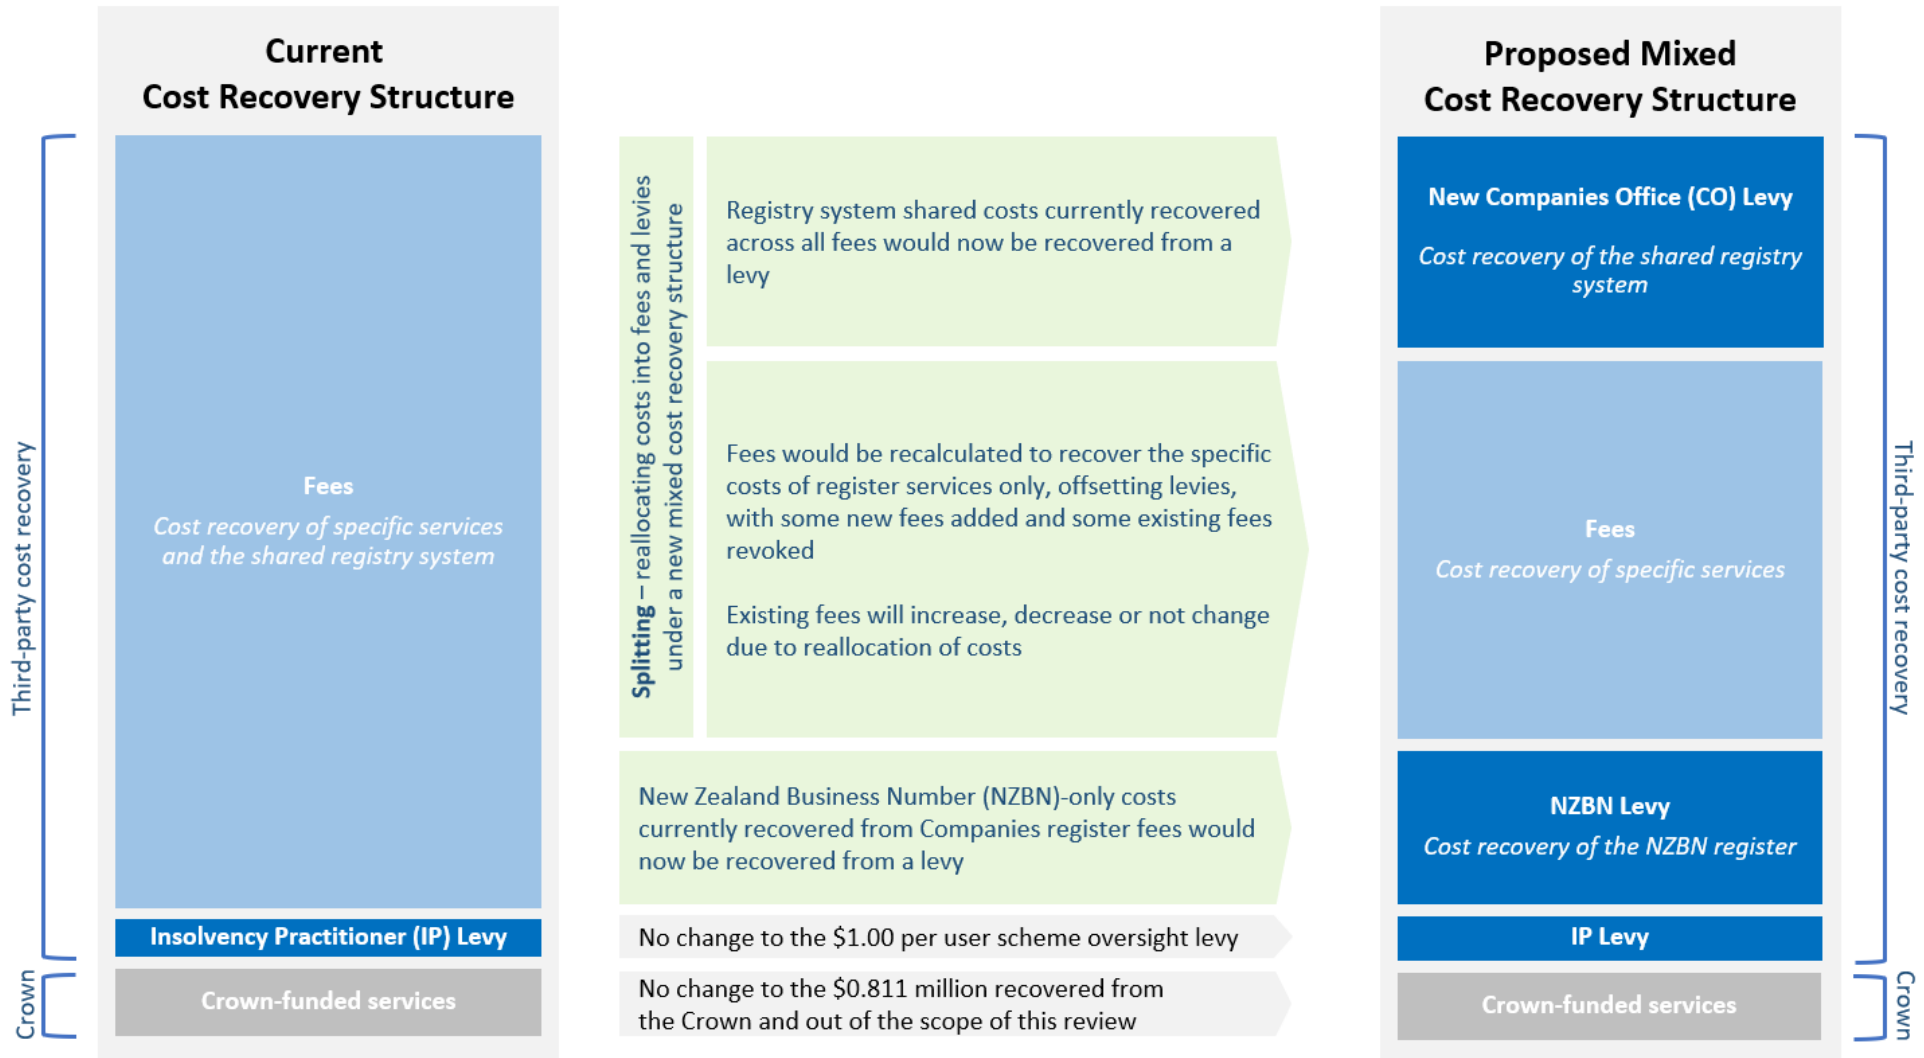 Current
Cost Recovery Structure
Third-party cost recovery
Fees
Cost recovery of specific services
and the shared registry system
Insolvency Practitioner (IP) Levy
Crown
Crown-funded services
Splitting – reallocating costs into fees and levies
under a new mixed cost recovery structure
Registry system shared costs currently recovered
across all fees would now be recovered from a
levy
Fees would be recalculated to recover the specific
costs of register services only, offsetting levies,
with some new fees added and some existing fees
revoked
Existing fees will increase, decrease or not change
due to reallocation of costs
New Zealand Business Number (NZBN)-only costs
currently recovered from Companies register fees would
now be recovered from a levy
No change to the $1.00 per user scheme oversight levy
No change to the $0.811 million recovered from
the Crown and out of the scope of this review
Proposed Mixed
Cost Recovery Structure
New Companies Office (CO) Levy
Cost recovery of the shared registry
system
Fees
Cost recovery of specific services
NZBN Levy
Cost recovery of the NZBN register
IP Levy
Crown-funded services
Third-party cost recovery
Crown